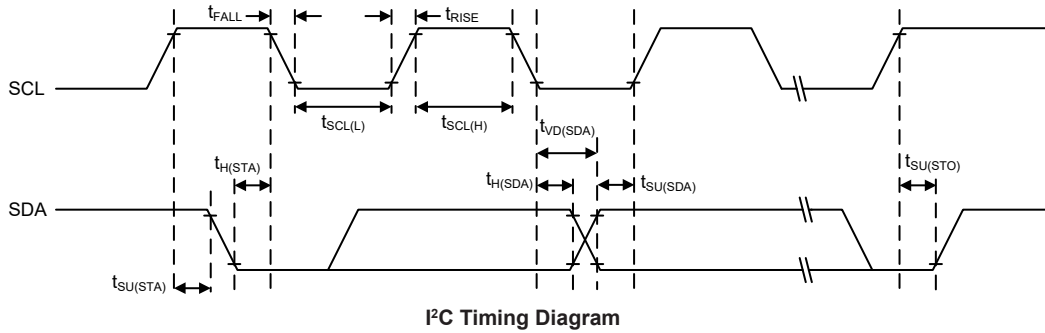 tFALL
tRISE
SCL
tSCL(L)
tSCL(H)
tVD(SDA)
tH(STA)
tH(SDA)
tSU(SDA)
tSU(STO)
SDA
tSU(STA)
I²C Timing Diagram